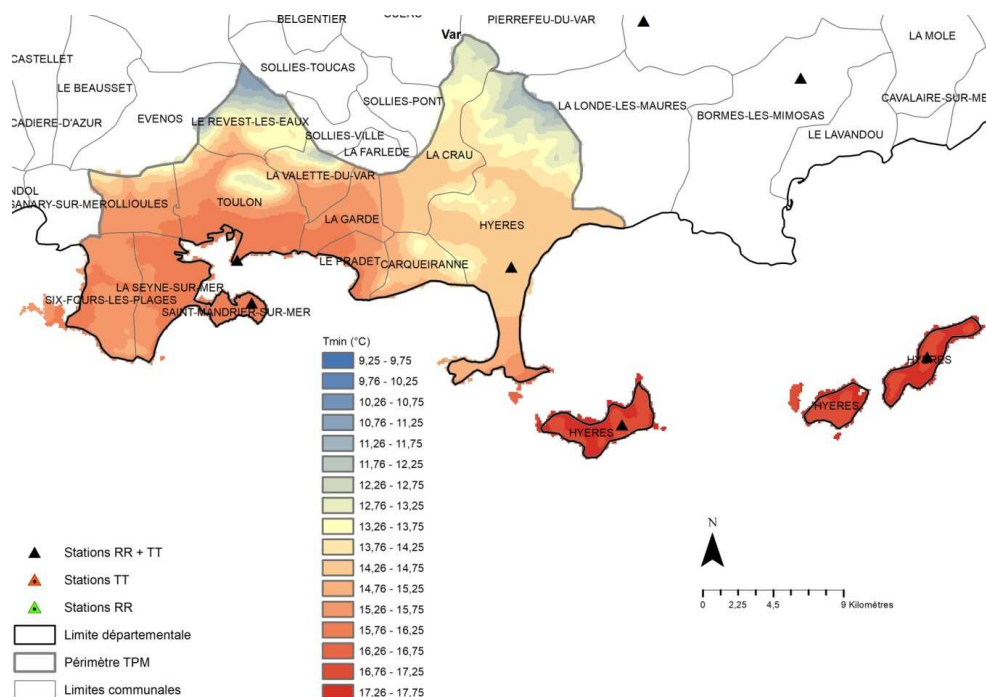 BELGENTIER
PIERREFEU-DU-VAR
Var
LA MOLE
CASTELLET
SOLLIES-TOUCAS
LE BEAUSSET
CAVALAIRE-SUR-ME
SOLLIES-PONT
LA LONDE-LES-MAURES
BORMES-LES-MIMOSAS
CADIERE-D'AZUR
EVENOS
LE REVEST-LES-EAUX
SOLLIES-VILLE
LE LAVANDOU
LA FARLEDE
LA CRAU
LA VALETTE-DU-VAR
NDOL
SANARY-SUR-MER
OLLIOULES
TOULON
LA GARDE
HYERES
LE PRADET
CARQUEIRANNE
LA SEYNE-SUR-MER
SIX-FOURS-LES-PLAGES
SAINT-MANDRIER-SUR-MER
HYERES
HYERES
HYERES
Tmin (°C)
9,25 - 9,75
9,76 - 10,25
10,26 - 10,75
10,76 - 11,25
11,26 - 11,75
11,76 - 12,25
12,26 - 12,75
12,76 - 13,25
13,26 - 13,75
13,76 - 14,25
14,26 - 14,75
14,76 - 15,25
15,26 - 15,75
15,76 - 16,25
16,26 - 16,75
16,76 - 17,25
17,26 - 17,75
N
0 2,25 4,5 9 Kilomètres
Stations RR + TT
Stations TT
Stations RR
Limite départementale
Périmètre TPM
Limites communales